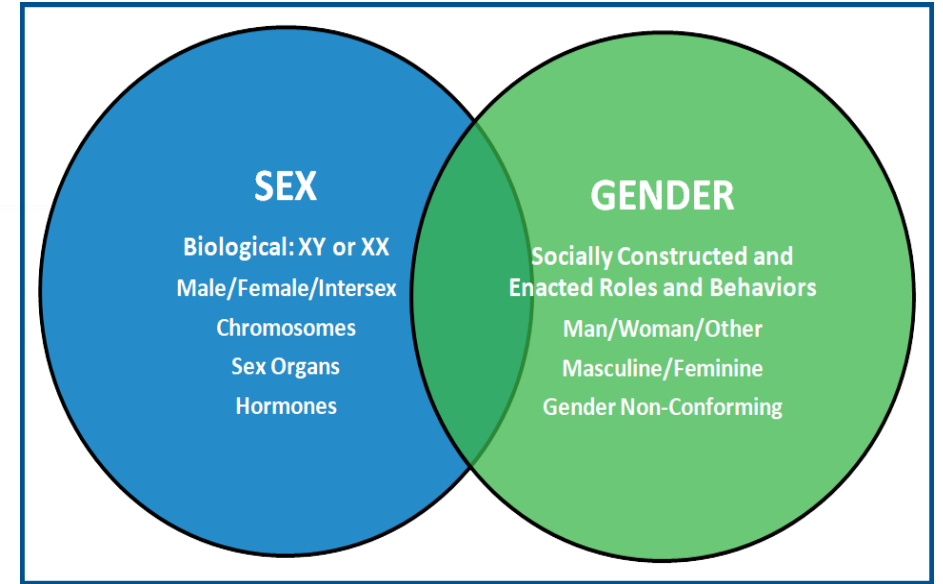 SEX
Biological: XY or XX
Male/Female/Intersex
Chromosomes
Sex Organs
Hormones
GENDER
Socially Constructed and
Enacted Roles and Behaviors
Man/Woman/Other
Masculine/Feminine
Gender Non-Conforming